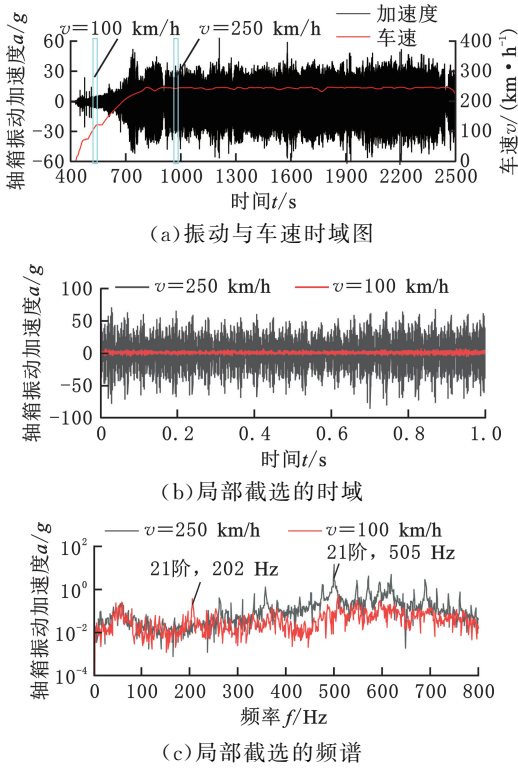 v=100 km/h
v=250 km/h
加速度
车速
轴箱振动加速度a/g
60
30
0
−30
−60
400
300
200
100
0
车速v/(km·h⁻¹)
400 700 1000 1300 1600 1900 2200 2500
时间t/s
(a)振动与车速时域图
v=250 km/h v=100 km/h
轴箱振动加速度a/g
100
50
0
−50
−100
0 0.2 0.4 0.6 0.8 1.0
时间t/s
(b)局部截选的时域
v=250 km/h v=100 km/h
21阶，202 Hz
21阶，505 Hz
轴箱振动加速度a/g
10²
10⁰
10⁻²
10⁻⁴
0 100 200 300 400 500 600 700 800
频率f/Hz
(c)局部截选的频谱